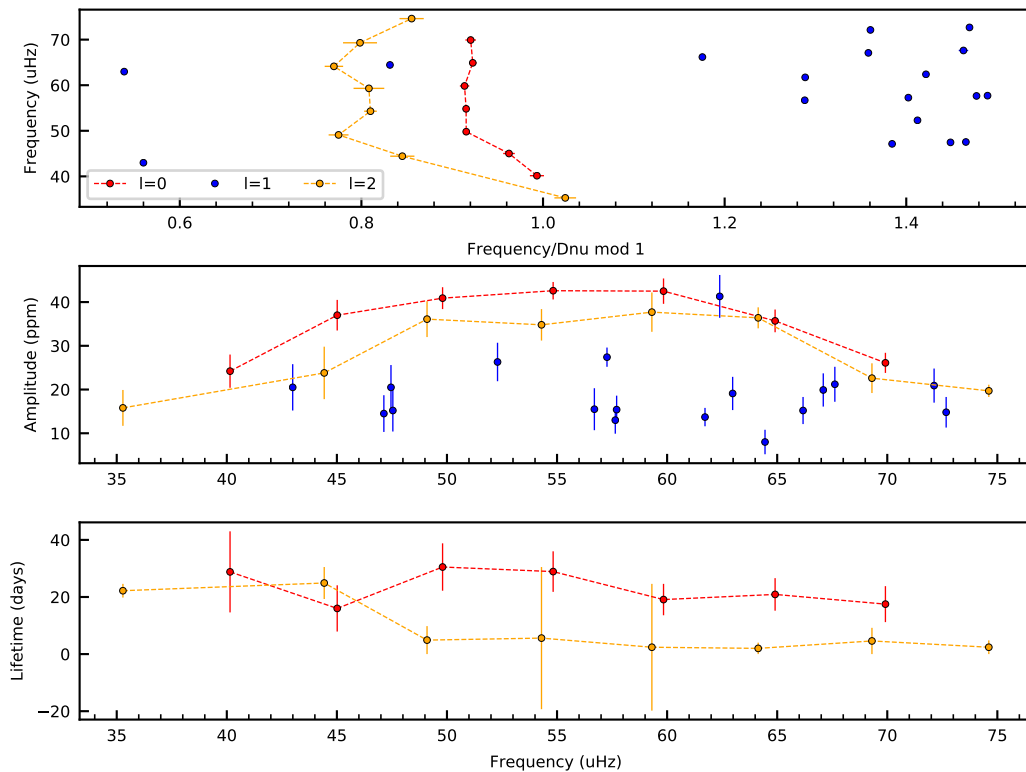 70
60
50
40
Frequency (uHz)
l=0 l=1 l=2
0.6 0.8 1.0 1.2 1.4
Frequency/Dnu mod 1
40
30
20
10
Amplitude (ppm)
35 40 45 50 55 60 65 70 75
40
20
0
−20
Lifetime (days)
35 40 45 50 55 60 65 70 75
Frequency (uHz)